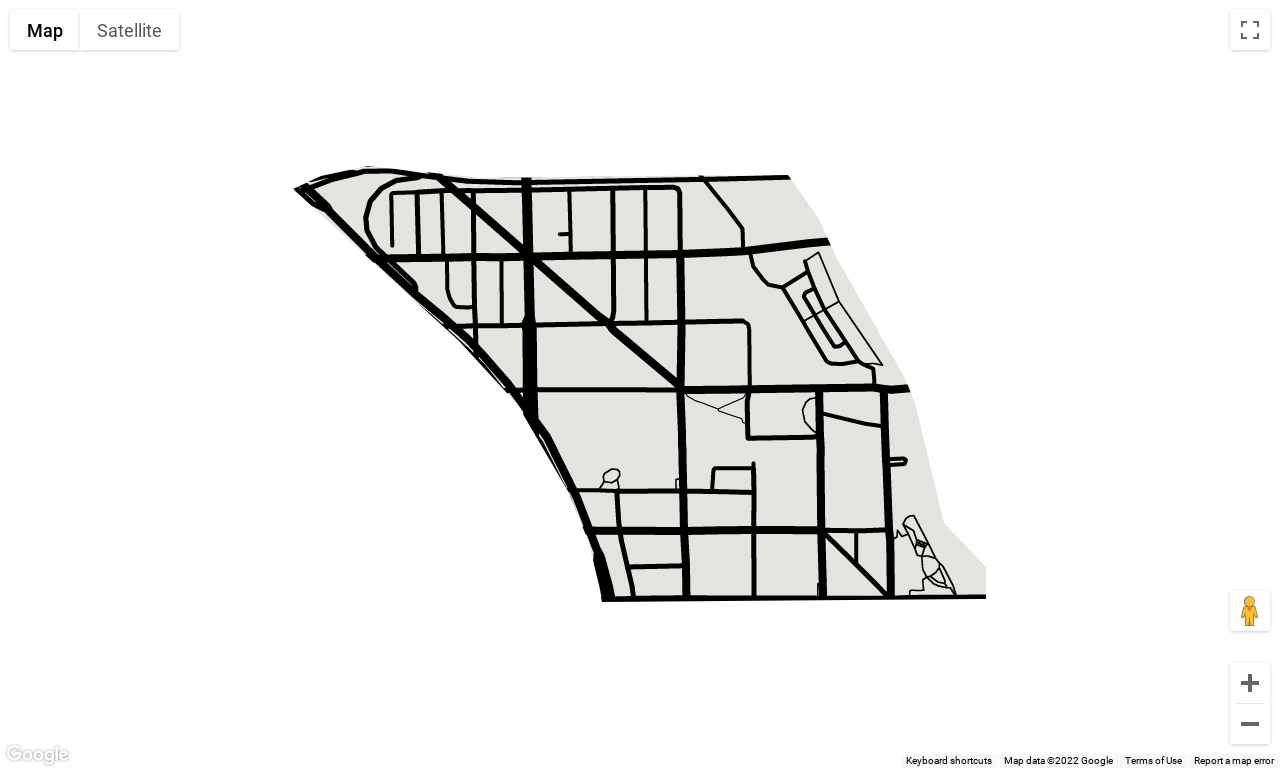 Map
Satellite
Google
Keyboard shortcuts
Map data ©2022 Google
Terms of Use
Report a map error